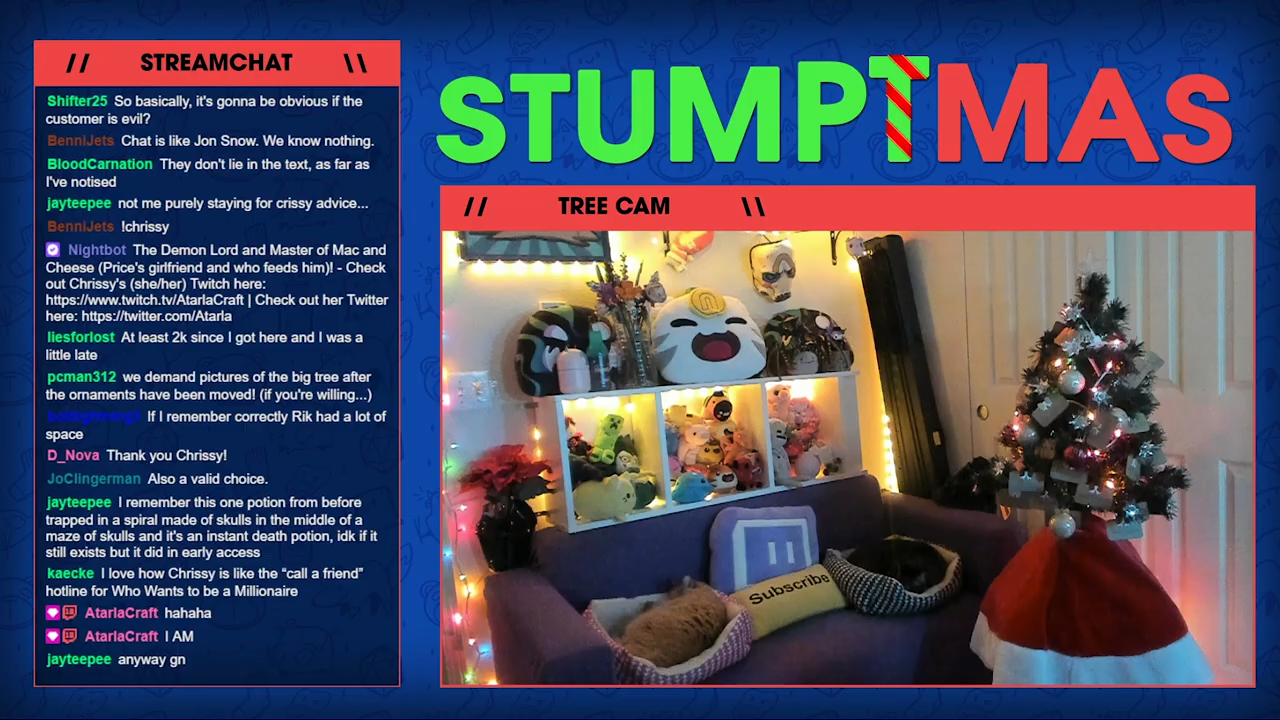 // STREAMCHAT \\
Shifter25 So basically, it's gonna be obvious if the
customer is evil?
BenniJets Chat is like Jon Snow. We know nothing.
BloodCarnation They don't lie in the text, as far as
I've notised
jayteepee not me purely staying for crissy advice...
BenniJets !chrissy
Nightbot The Demon Lord and Master of Mac and
Cheese (Price's girlfriend and who feeds him)! - Check
out Chrissy's (she/her) Twitch here:
https://www.twitch.tv/AtarlaCraft | Check out her Twitter
here: https://twitter.com/Atarla
liesforlost At least 2k since I got here and I was a
little late
pcman312 we demand pictures of the big tree after
the ornaments have been moved! (if you're willing...)
If I remember correctly Rik had a lot of
space
D_Nova Thank you Chrissy!
JoClingerman Also a valid choice.
jayteepee I remember this one potion from before
trapped in a spiral made of skulls in the middle of a
maze of skulls and it's an instant death potion, idk if it
still exists but it did in early access
kaecke I love how Chrissy is like the “call a friend”
hotline for Who Wants to be a Millionaire
AtarlaCraft hahaha
AtarlaCraft I AM
jayteepee anyway gn
STUMPTMAS
// TREE CAM \\
Subscribe